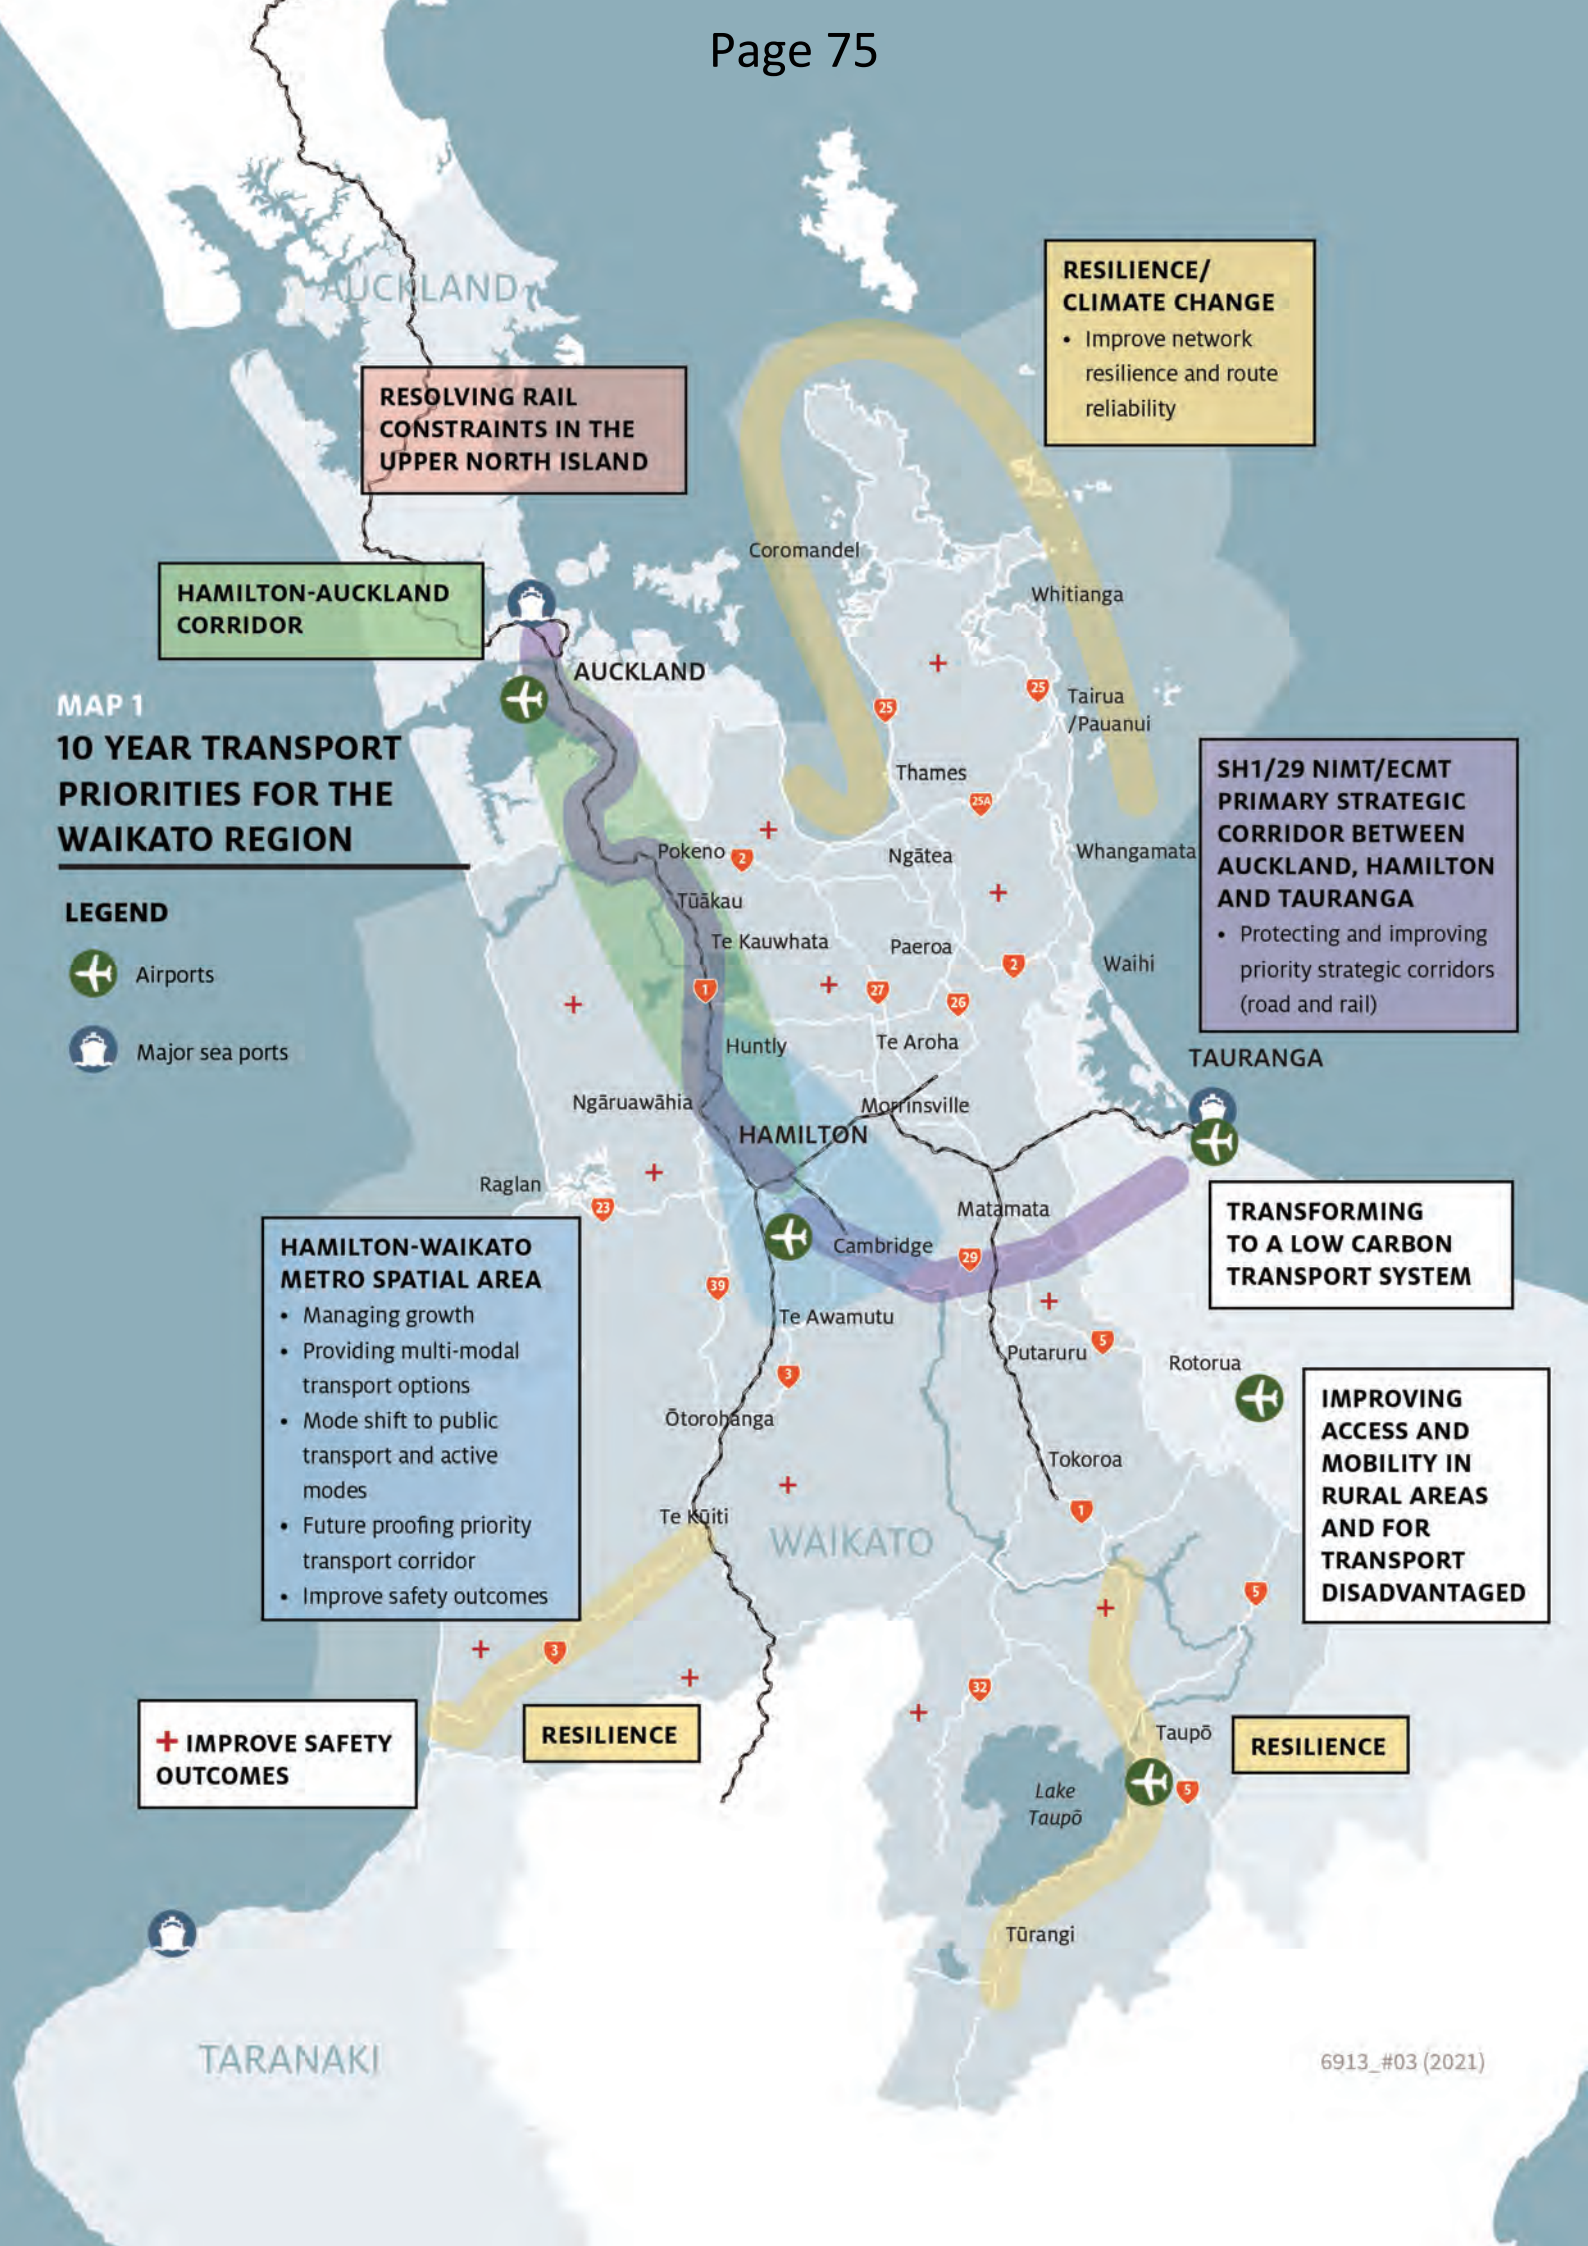 Page 75
AUCKLAND
RESILIENCE/
CLIMATE CHANGE
• Improve network
resilience and route
reliability
RESOLVING RAIL
CONSTRAINTS IN THE
UPPER NORTH ISLAND
Coromandel
HAMILTON-AUCKLAND
CORRIDOR
Whitianga
AUCKLAND
25
25
Tairua
/Pauanui
MAP 1
10 YEAR TRANSPORT
PRIORITIES FOR THE
WAIKATO REGION
SH1/29 NIMT/ECMT
PRIMARY STRATEGIC
CORRIDOR BETWEEN
AUCKLAND, HAMILTON
AND TAURANGA
• Protecting and improving
priority strategic corridors
(road and rail)
Thames
25A
Pokeno
2
Ngātea
Whangamata
LEGEND
Airports
Major sea ports
Tūākau
Te Kauwhata
Paeroa
2
Waihi
1
27
26
Huntly
Te Aroha
TAURANGA
Ngāruawāhia
Morrinsville
HAMILTON
Raglan
23
Matamata
Cambridge
29
TRANSFORMING
TO A LOW CARBON
TRANSPORT SYSTEM
HAMILTON-WAIKATO
METRO SPATIAL AREA
• Managing growth
• Providing multi-modal
transport options
• Mode shift to public
transport and active
modes
• Future proofing priority
transport corridor
• Improve safety outcomes
39
Te Awamutu
Putaruru
5
Rotorua
3
IMPROVING
ACCESS AND
MOBILITY IN
RURAL AREAS
AND FOR
TRANSPORT
DISADVANTAGED
Ōtorohanga
Tokoroa
1
Te Kūiti
WAIKATO
5
3
32
+ IMPROVE SAFETY
OUTCOMES
RESILIENCE
Taupō
RESILIENCE
Lake
Taupō
5
Tūrangi
TARANAKI
6913_#03 (2021)